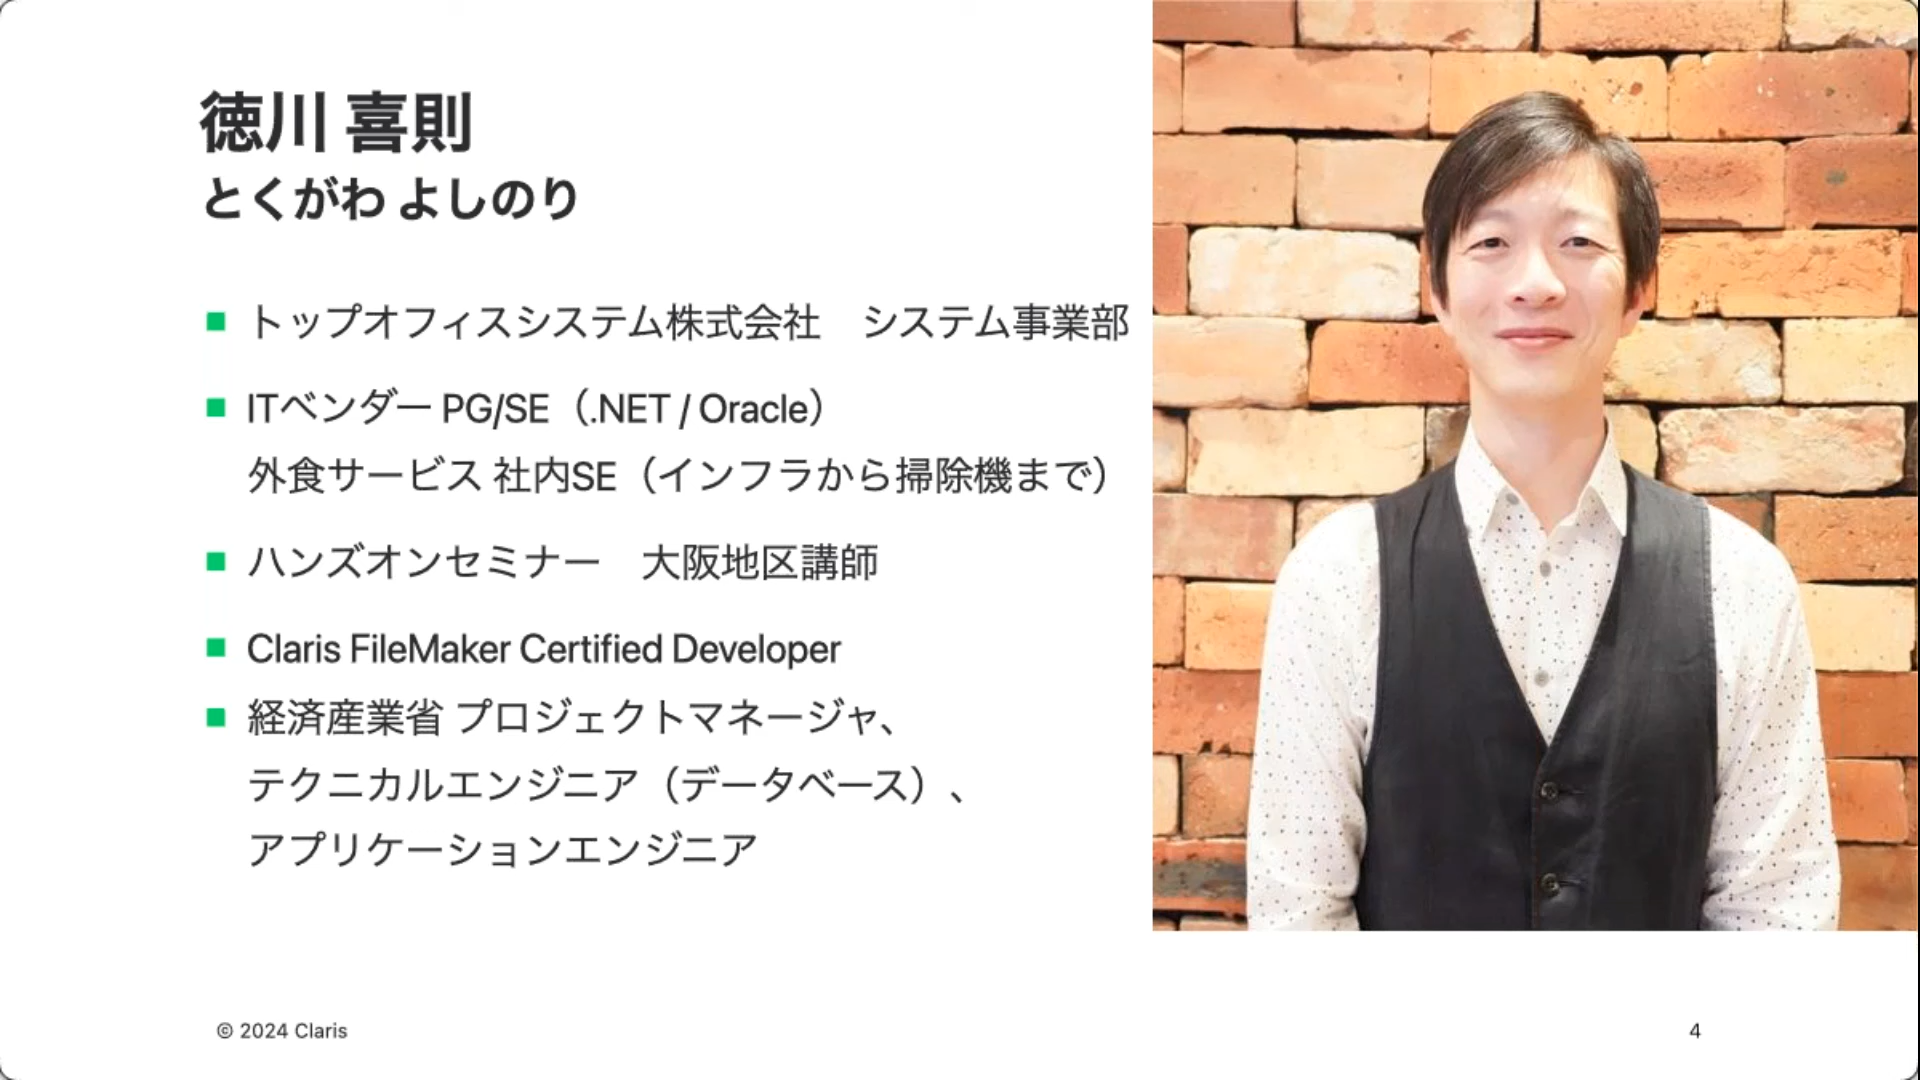 徳川 喜則
とくがわ よしのり
トップオフィスシステム株式会社　システム事業部
ITベンダー PG/SE（.NET / Oracle）
外食サービス 社内SE（インフラから掃除機まで）
ハンズオンセミナー　大阪地区講師
Claris FileMaker Certified Developer
経済産業省 プロジェクトマネージャ、
テクニカルエンジニア（データベース）、
アプリケーションエンジニア
© 2024 Claris
4